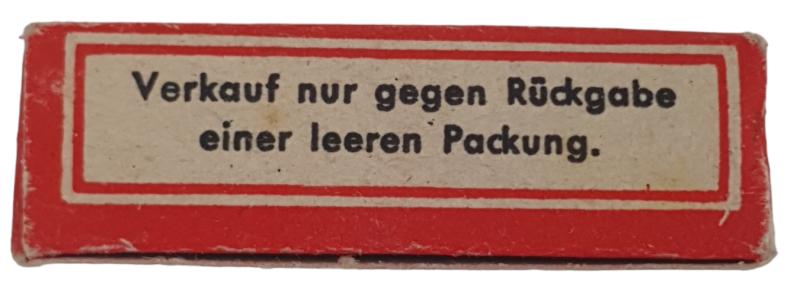 Verkauf nur gegen Rückgabe
einer leeren Packung.